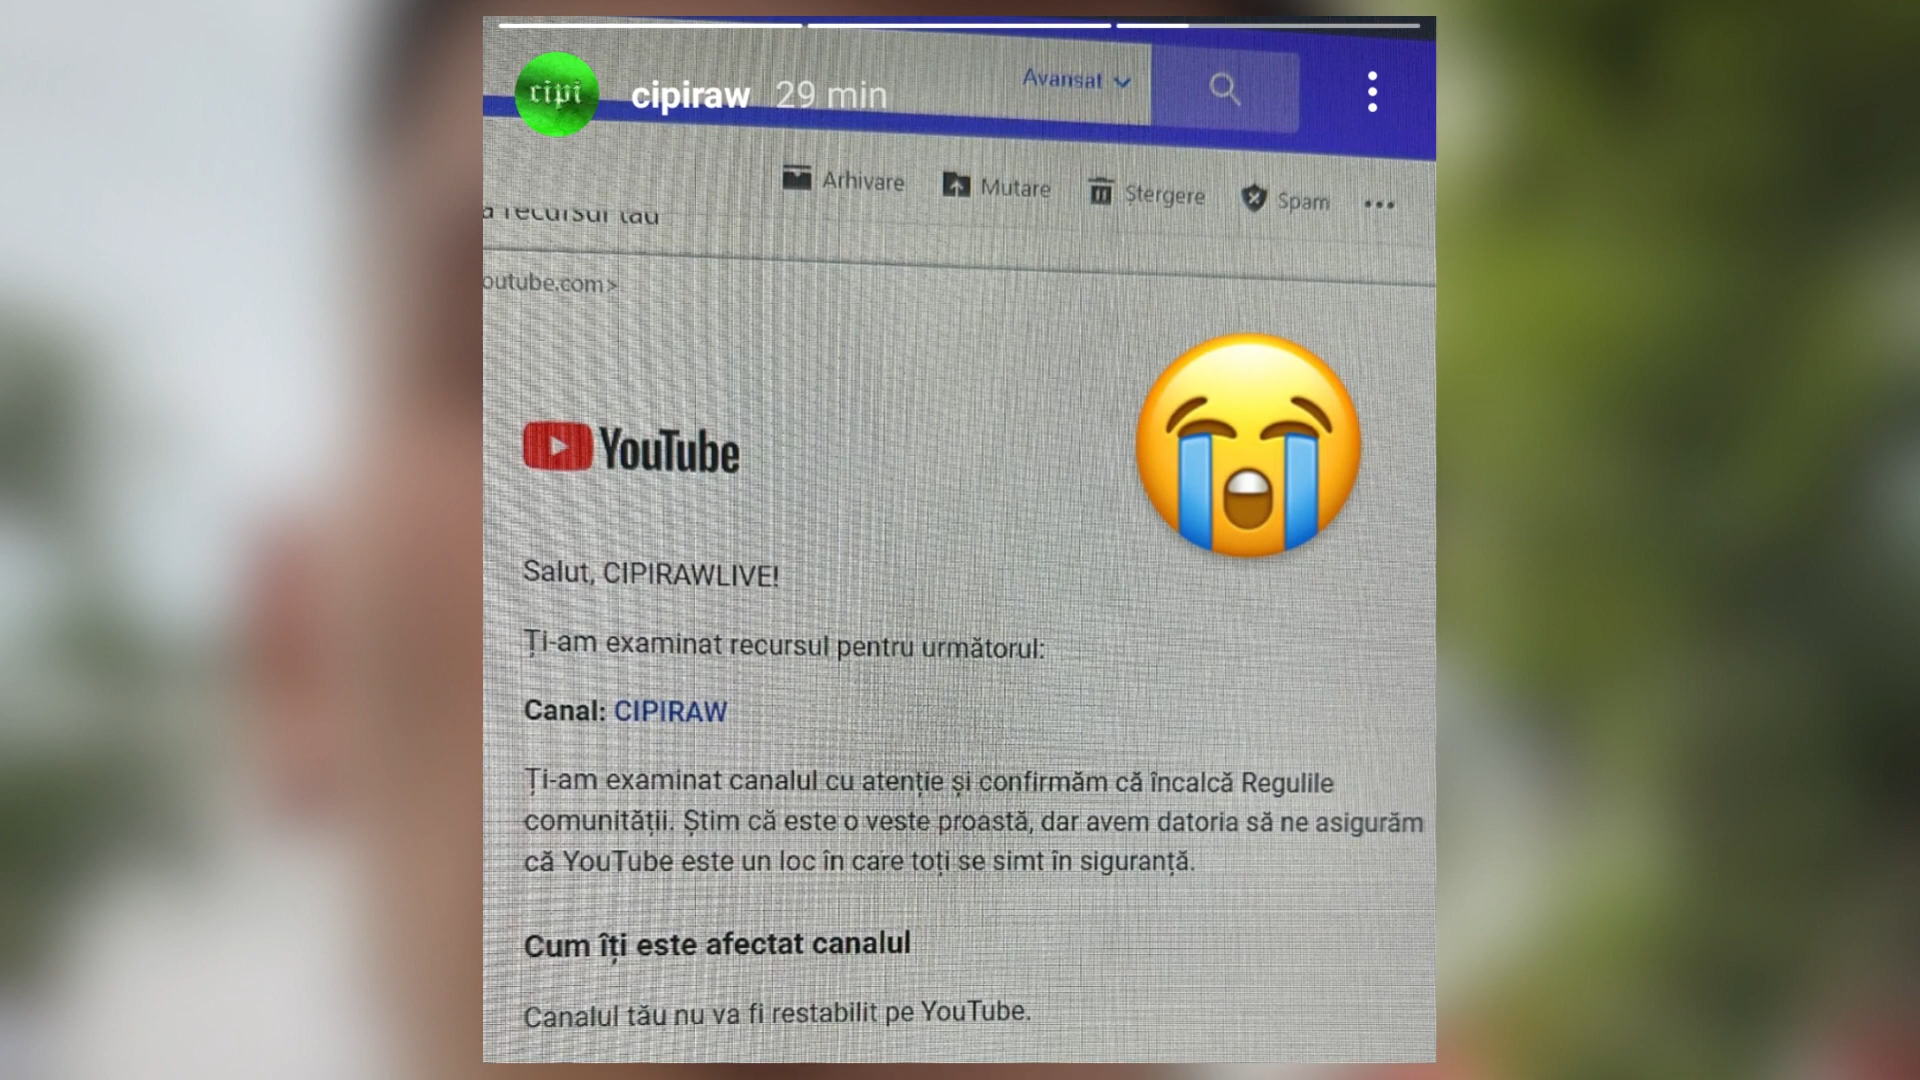 cipi
cipiraw 29 min
Avansat
Arhivare
Mutare
Ștergere
Spam
a recursul tău
outube.com>
YouTube
Salut, CIPIRAWLIVE!
Ți-am examinat recursul pentru următorul:
Canal: CIPIRAW
Ți-am examinat canalul cu atenție și confirmăm că încalcă Regulile
comunității. Știm că este o veste proastă, dar avem datoria să ne asigurăm
că YouTube este un loc în care toți se simt în siguranță.
Cum îți este afectat canalul
Canalul tău nu va fi restabilit pe YouTube.